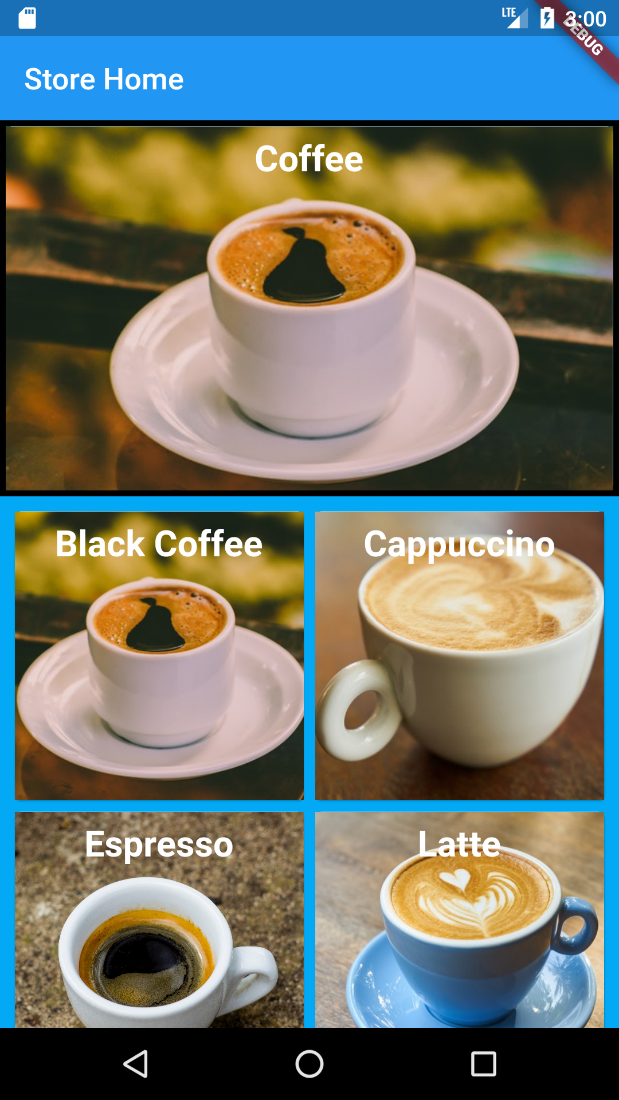 LTE
3:00
DEBUG
Store Home
Coffee
Black Coffee
Cappuccino
Espresso
Latte